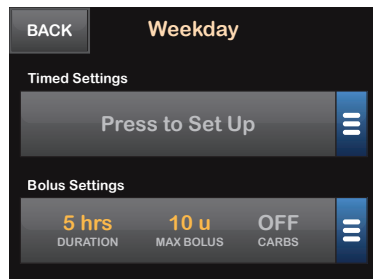 BACK
Weekday
Timed Settings
Press to Set Up
Bolus Settings
5 hrs 10 u OFF
DURATION MAX BOLUS CARBS